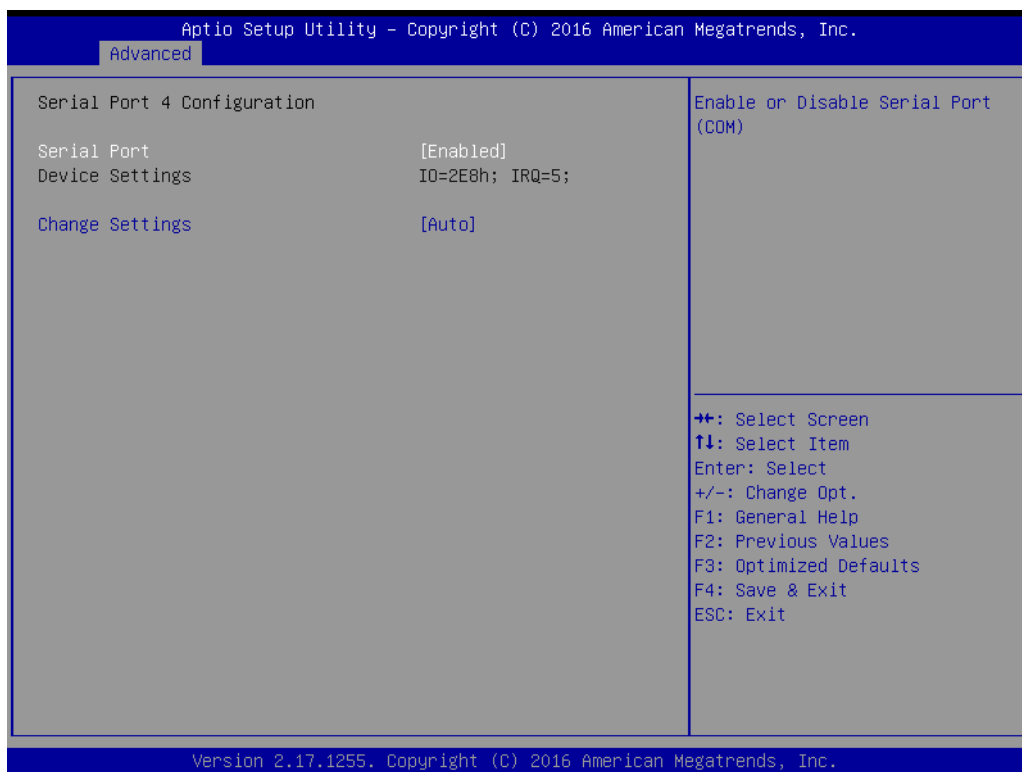 Aptio Setup Utility – Copyright (C) 2016 American Megatrends, Inc.
Advanced
Serial Port 4 Configuration
Serial Port [Enabled]
Device Settings IO=2E8h; IRQ=5;
Change Settings [Auto]
Enable or Disable Serial Port
(COM)
→←: Select Screen
↑↓: Select Item
Enter: Select
+/-: Change Opt.
F1: General Help
F2: Previous Values
F3: Optimized Defaults
F4: Save & Exit
ESC: Exit
Version 2.17.1255. Copyright (C) 2016 American Megatrends, Inc.